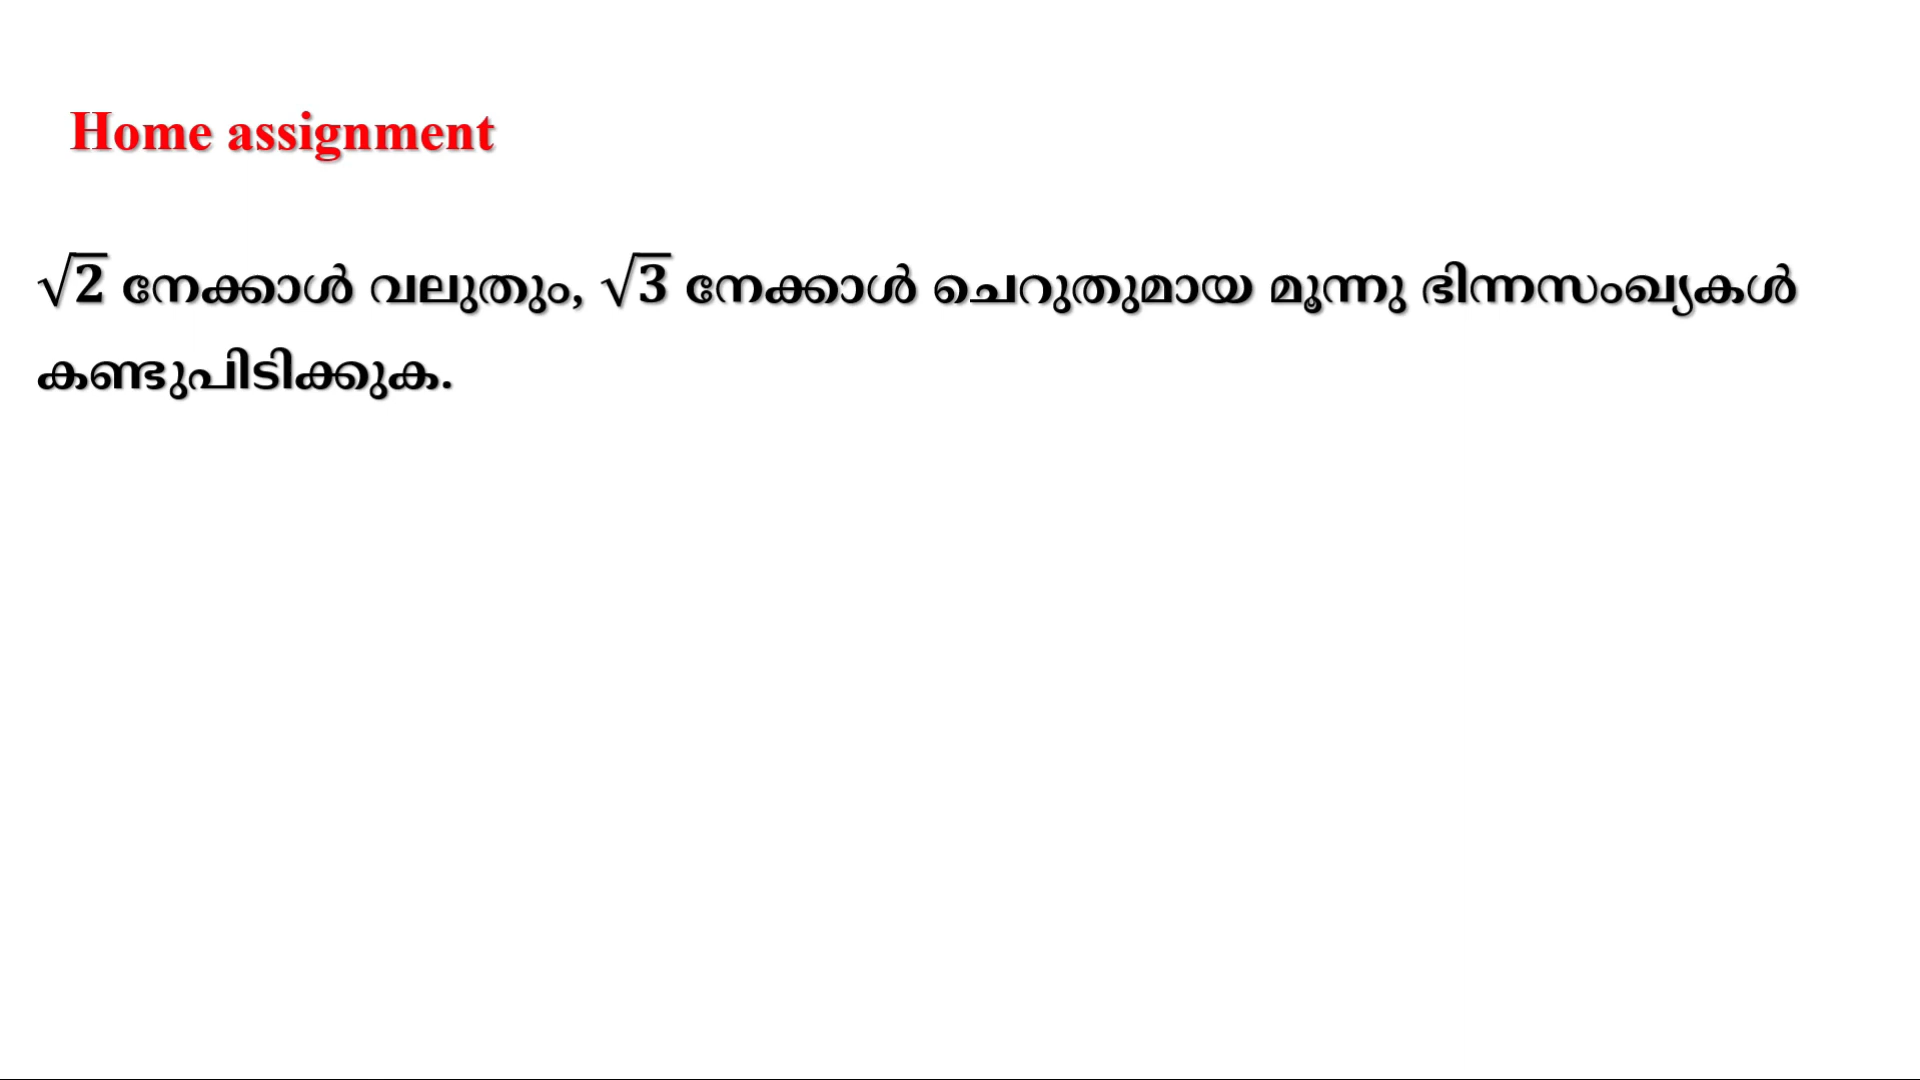 Home assignment
√2 നേക്കാൾ വലുതും, √3 നേക്കാൾ ചെറുതുമായ മൂന്നു ഭിന്നസംഖ്യകൾ
കണ്ടുപിടിക്കുക.